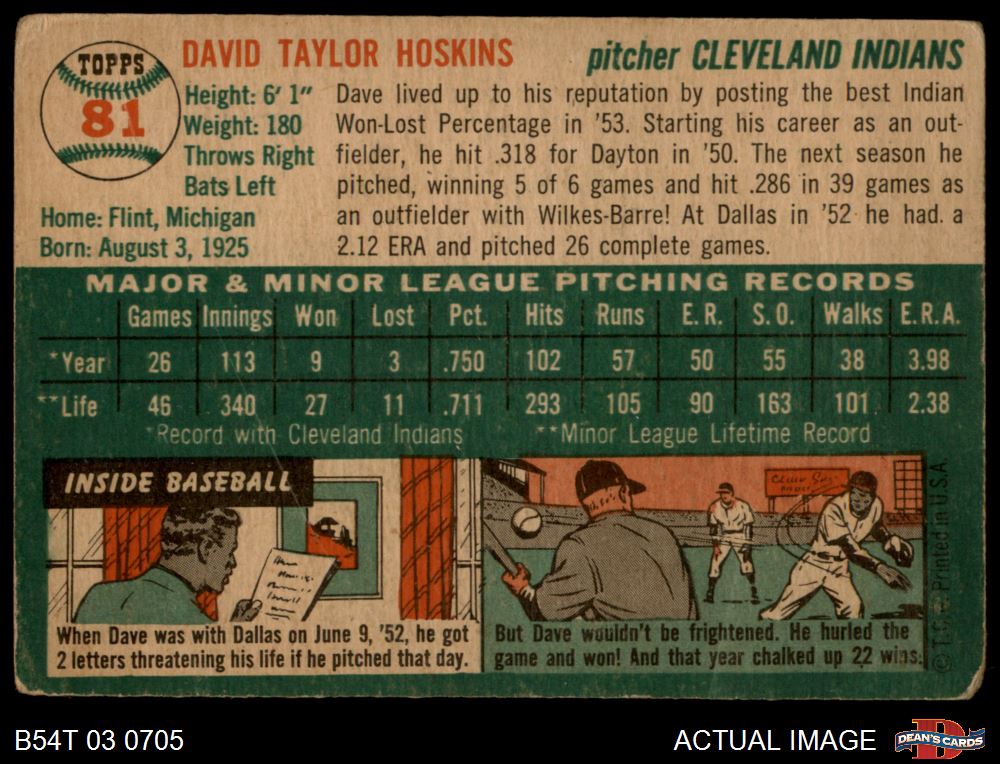 TOPPS
81
DAVID TAYLOR HOSKINS
pitcher CLEVELAND INDIANS
Height: 6' 1"
Weight: 180
Throws Right
Bats Left
Home: Flint, Michigan
Born: August 3, 1925
Dave lived up to his reputation by posting the best Indian
Won-Lost Percentage in '53. Starting his career as an out-
fielder, he hit .318 for Dayton in '50. The next season he
pitched, winning 5 of 6 games and hit .286 in 39 games as
an outfielder with Wilkes-Barre! At Dallas in '52 he had a
2.12 ERA and pitched 26 complete games.
MAJOR & MINOR LEAGUE PITCHING RECORDS
Games Innings Won Lost Pct. Hits Runs E.R. S.O. Walks E.R.A.
*Year 26 113 9 3 .750 102 57 50 55 38 3.98
**Life 46 340 27 11 .711 293 105 90 163 101 2.38
*Record with Cleveland Indians **Minor League Lifetime Record
INSIDE BASEBALL
When Dave was with Dallas on June 9, '52, he got
2 letters threatening his life if he pitched that day.
But Dave wouldn't be frightened. He hurled the
game and won! And that year chalked up 22 wins.
© T.C.G. Printed in U.S.A.
B54T 03 0705
ACTUAL IMAGE
DEAN'S CARDS